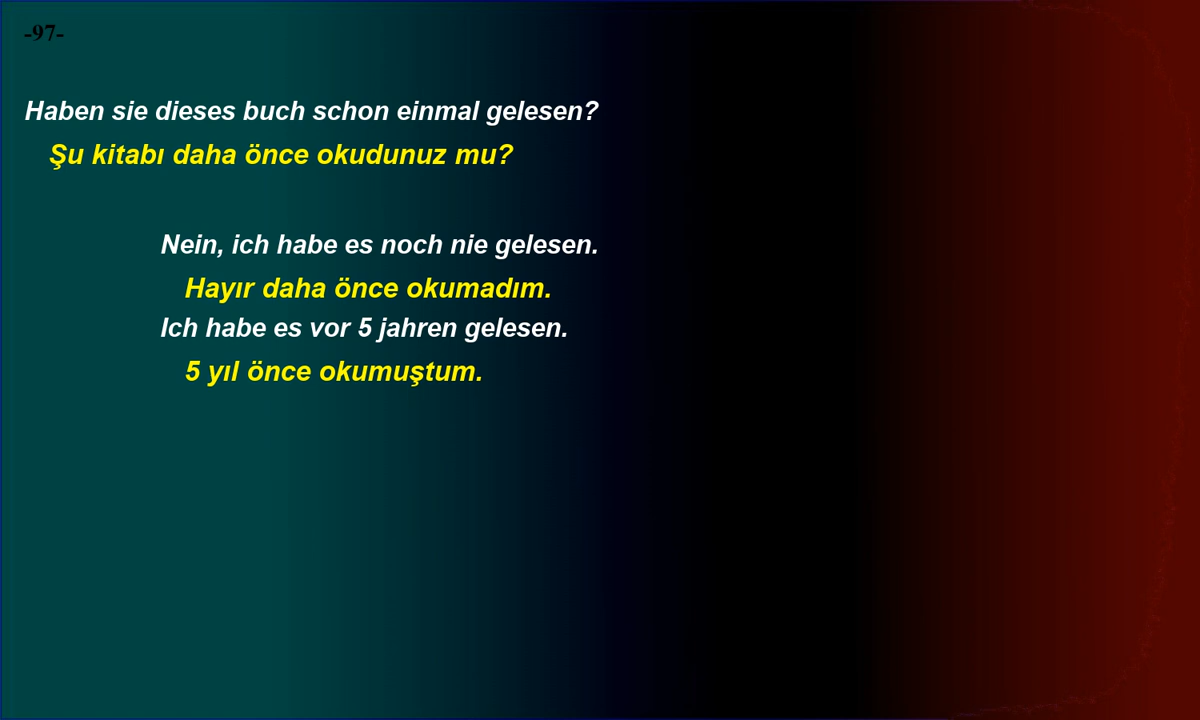 -97-
Haben sie dieses buch schon einmal gelesen?
Şu kitabı daha önce okudunuz mu?
Nein, ich habe es noch nie gelesen.
Hayır daha önce okumadım.
Ich habe es vor 5 jahren gelesen.
5 yıl önce okumuştum.